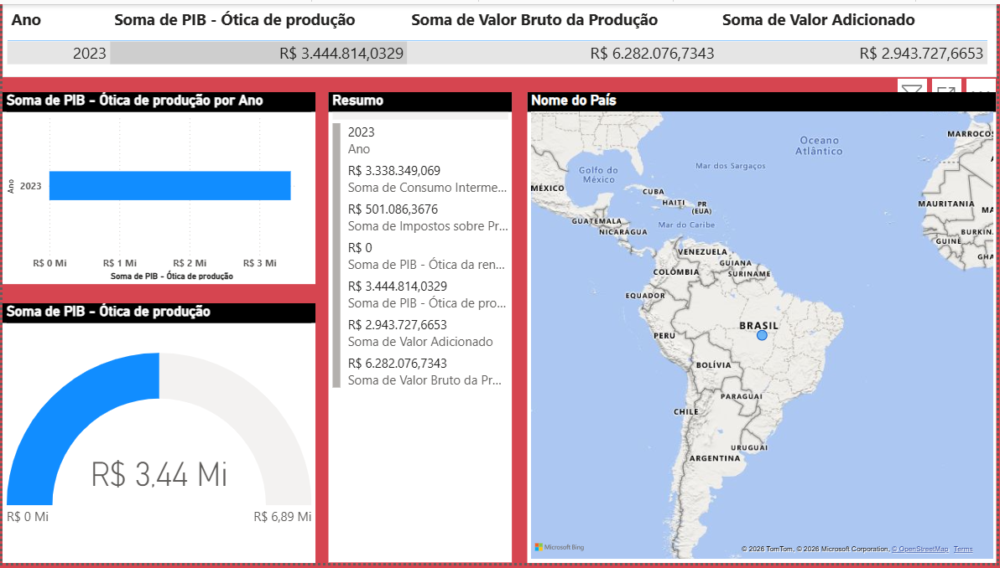 Ano Soma de PIB - Ótica de produção Soma de Valor Bruto da Produção Soma de Valor Adicionado
2023 R$ 3.444.814,0329 R$ 6.282.076,7343 R$ 2.943.727,6653
Soma de PIB - Ótica de produção por Ano
Ano
2023
R$ 0 Mi R$ 1 Mi R$ 2 Mi R$ 3 Mi
Soma de PIB - Ótica de produção
Soma de PIB - Ótica de produção
R$ 3,44 Mi
R$ 0 Mi R$ 6,89 Mi
Resumo
2023
Ano
R$ 3.338.349,069
Soma de Consumo Interme...
R$ 501.086,3676
Soma de Impostos sobre Pr...
R$ 0
Soma de PIB - Ótica da ren...
R$ 3.444.814,0329
Soma de PIB - Ótica de pro...
R$ 2.943.727,6653
Soma de Valor Adicionado
R$ 6.282.076,7343
Soma de Valor Bruto da Pr...
Nome do País
Oceano
Atlântico
MARROCOS
Mar dos Sargaços
Golfo do
México
MÉXICO
CUBA
HAITI
PR
(EUA)
MAURITANIA
MA
GUATEMALA
Mar do Caribe
NICARÁGUA
BURKIN
GUINÉ
VENEZUELA
GHA
GUIANA
COLÔMBIA
SURINAME
EQUADOR
BRASIL
PERU
BOLÍVIA
PARAGUAI
CHILE
URUGUAI
ARGENTINA
Microsoft Bing
© 2026 TomTom, © 2026 Microsoft Corporation, © OpenStreetMap Terms